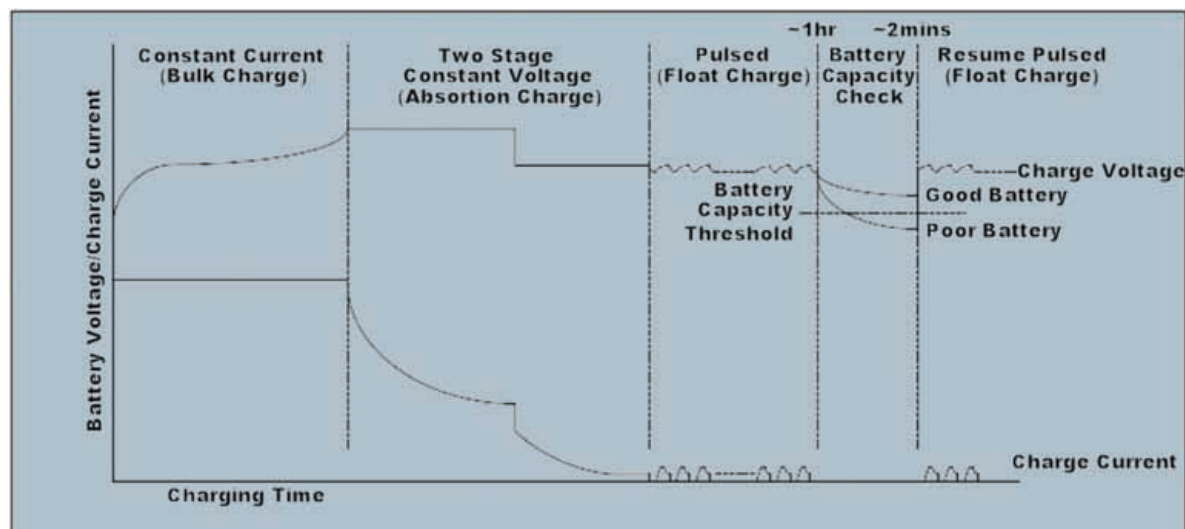 ~1hr ~2mins
Constant Current
(Bulk Charge)
Two Stage
Constant Voltage
(Absortion Charge)
Pulsed
(Float Charge)
Battery
Capacity
Check
Resume Pulsed
(Float Charge)
Battery Voltage/Charge Current
Charge Voltage
Battery
Capacity
Threshold
Good Battery
Poor Battery
Charge Current
Charging Time